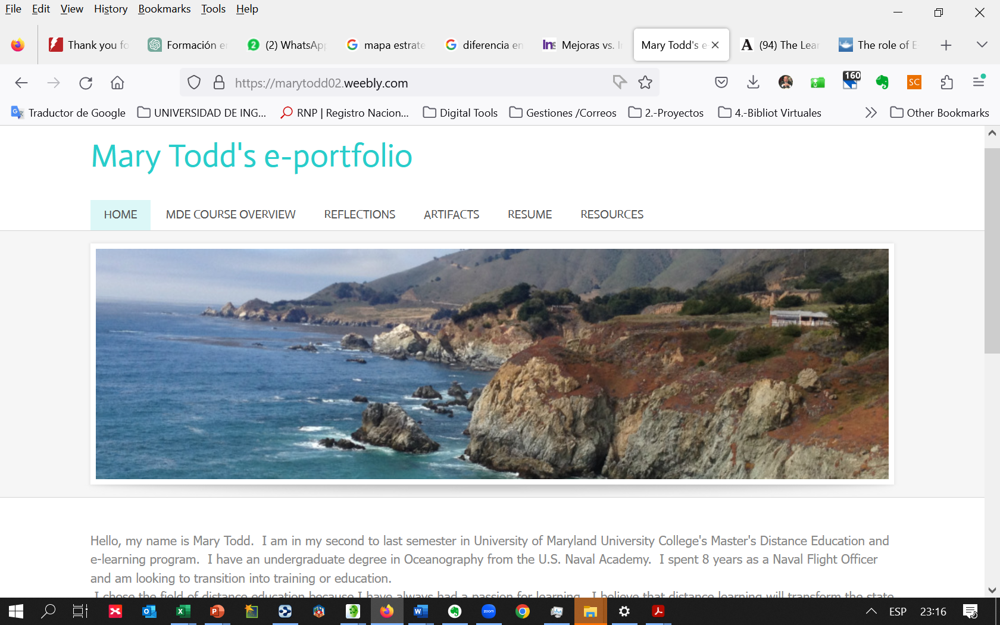 File Edit View History Bookmarks Tools Help
Thank you fo
Formación e
(2) WhatsApp
mapa estrate
diferencia en
Mejoras vs. I
Mary Todd's e-
(94) The Lear
The role of E
https://marytodd02.weebly.com
160
SC
Traductor de Google UNIVERSIDAD DE ING... RNP | Registro Nacion... Digital Tools Gestiones /Correos 2.-Proyectos 4.-Bibliot Virtuales Other Bookmarks
Mary Todd's e-portfolio
HOME MDE COURSE OVERVIEW REFLECTIONS ARTIFACTS RESUME RESOURCES
Hello, my name is Mary Todd. I am in my second to last semester in University of Maryland University College's Master's Distance Education and
e-learning program. I have an undergraduate degree in Oceanography from the U.S. Naval Academy. I spent 8 years as a Naval Flight Officer
and am looking to transition into training or education.
I chose the field of distance education because I have always had a passion for learning. I believe that distance learning will transform the state
zoom
ESP 23:16